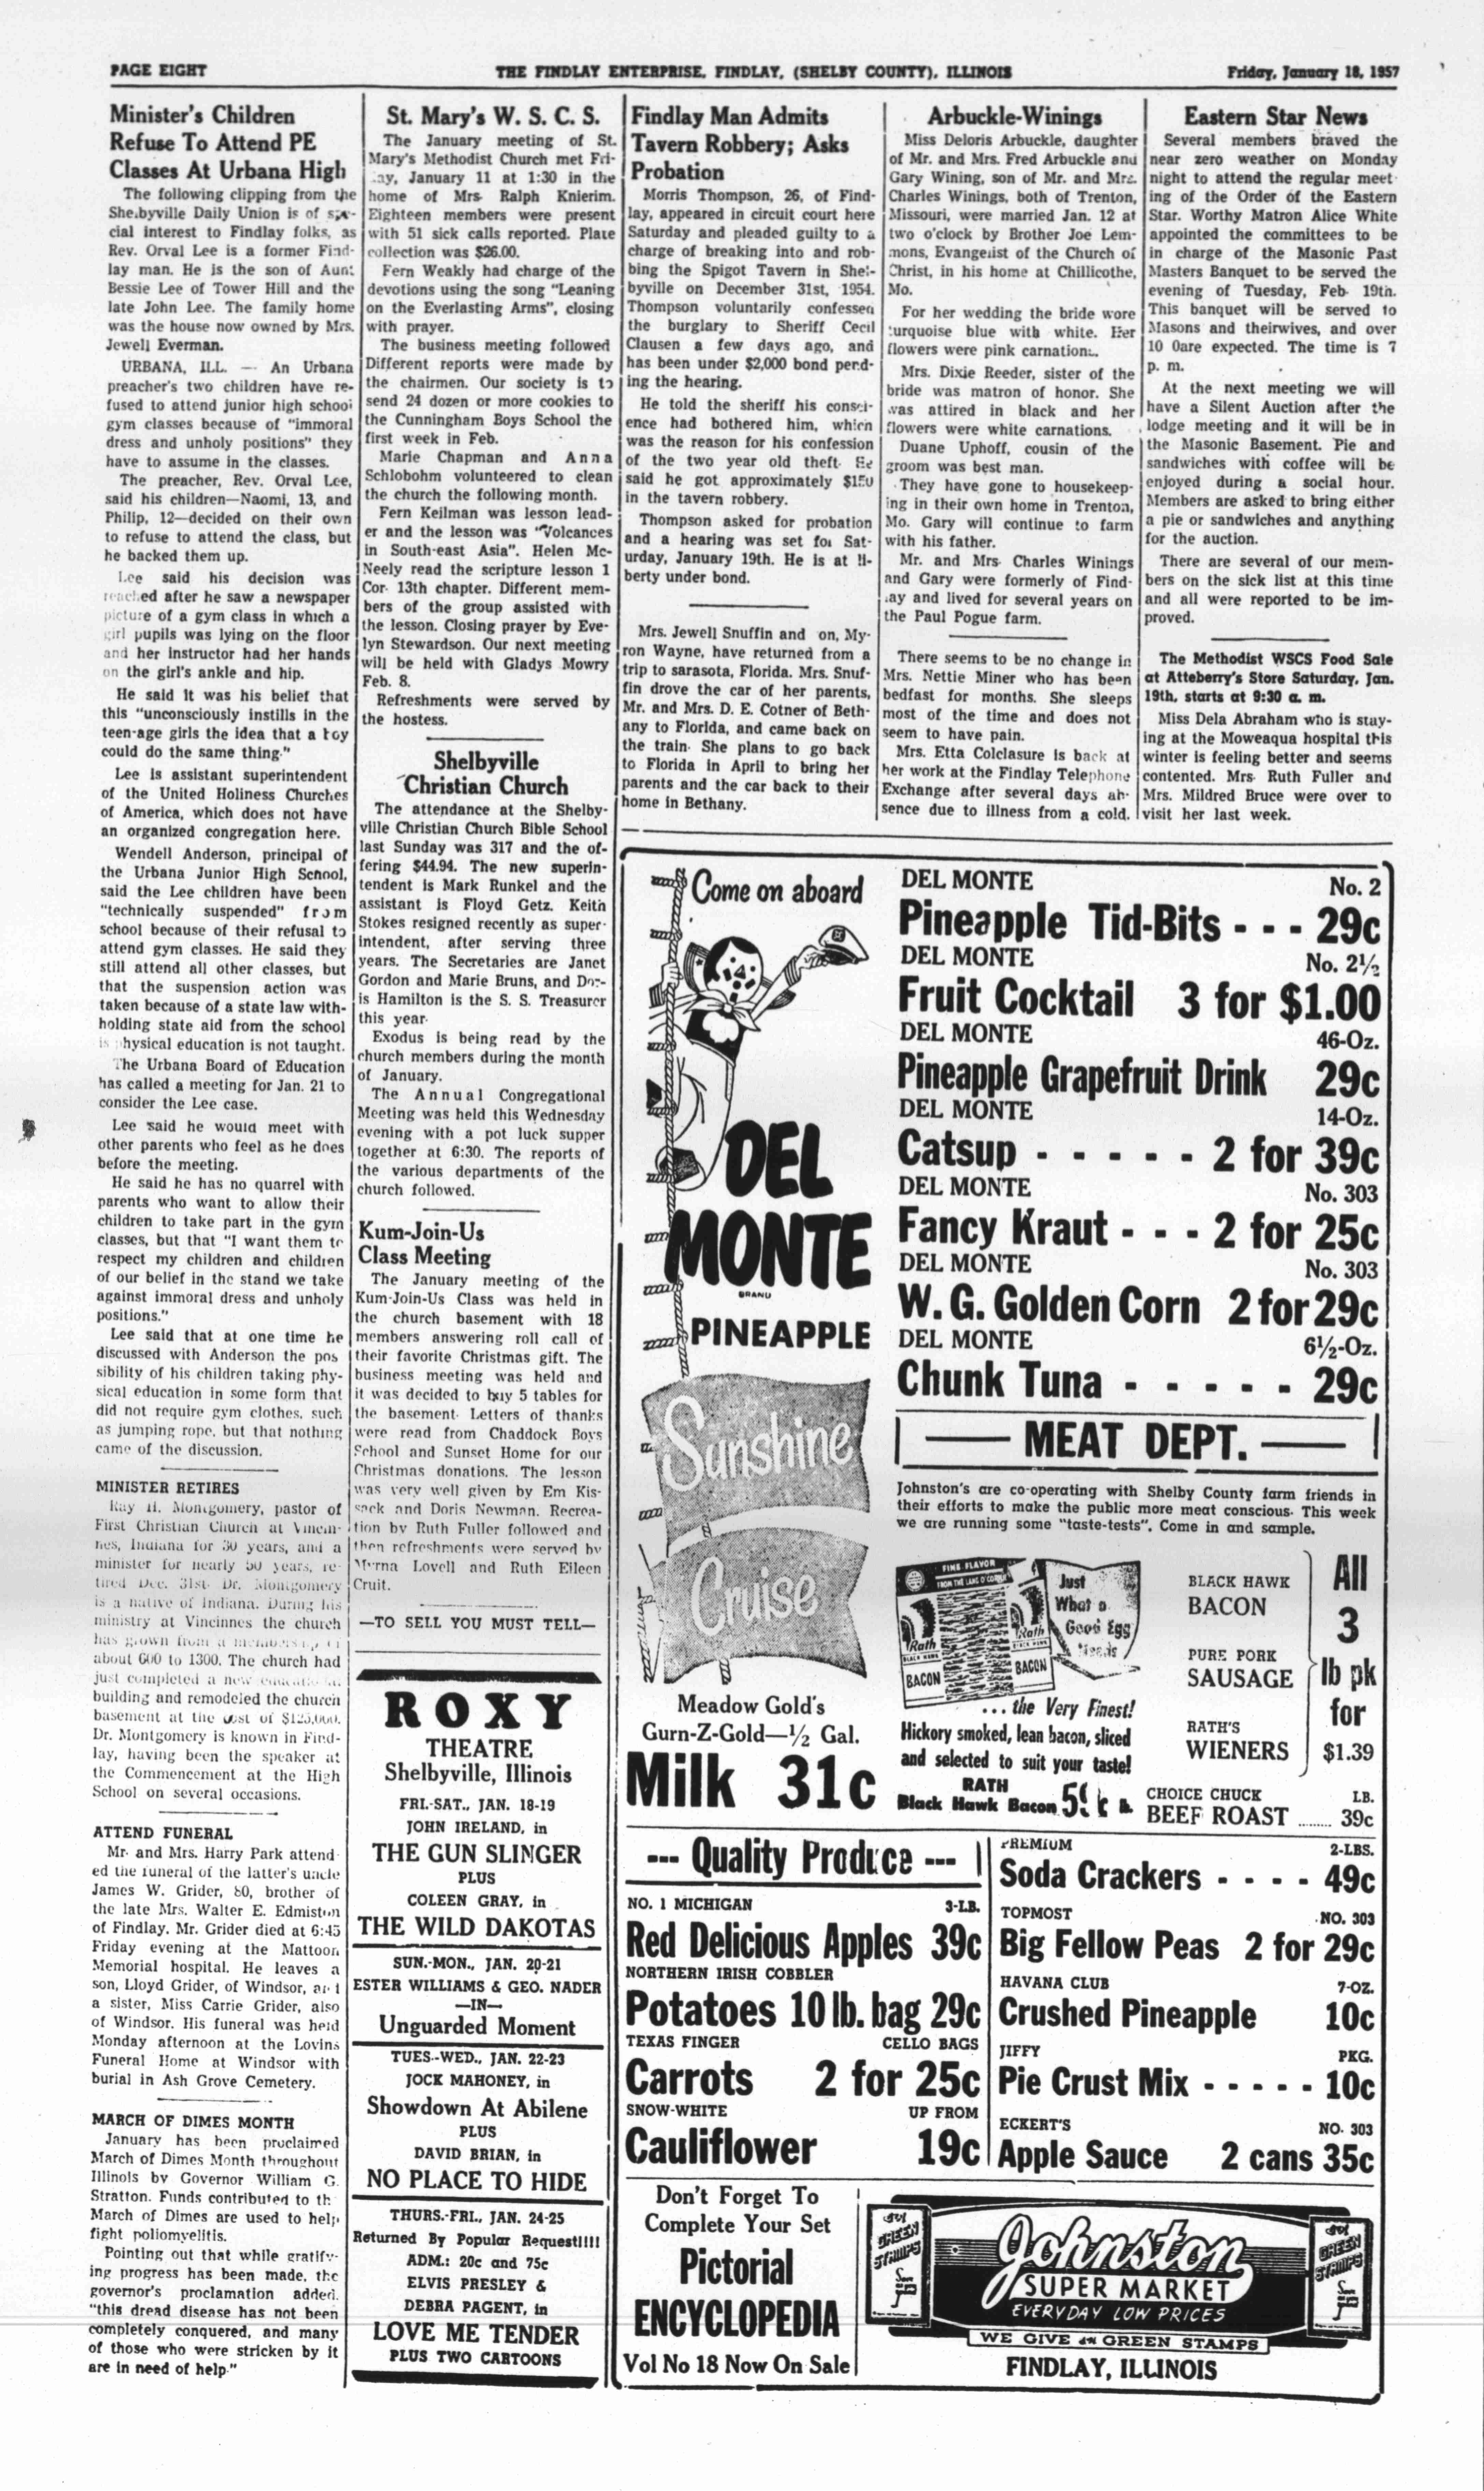 PAGE EIGHT
THE FINDLAY ENTERPRISE, FINDLAY, (SHELBY COUNTY), ILLINOIS
Friday, January 18, 1957
Minister's Children
Refuse To Attend PE
Classes At Urbana High
The following clipping from the
Shelbyville Daily Union is of spe-
cial interest to Findlay folks, as
Rev. Orval Lee is a former Find-
lay man. He is the son of Aunt
Bessie Lee of Tower Hill and the
late John Lee. The family home
was the house now owned by Mrs.
Jewell Everman.
URBANA, ILL. — An Urbana
preacher's two children have re-
fused to attend junior high school
gym classes because of "immoral
dress and unholy positions" they
have to assume in the classes.
The preacher, Rev. Orval Lee,
said his children—Naomi, 13, and
Philip, 12—decided on their own
to refuse to attend the class, but
he backed them up.
Lee said his decision was
reached after he saw a newspaper
picture of a gym class in which a
girl pupils was lying on the floor
and her instructor had her hands
on the girl's ankle and hip.
He said it was his belief that
this "unconsciously instills in the
teen-age girls the idea that a boy
could do the same thing."
Lee is assistant superintendent
of the United Holiness Churches
of America, which does not have
an organized congregation here.
Wendell Anderson, principal of
the Urbana Junior High School,
said the Lee children have been
"technically suspended" from
school because of their refusal to
attend gym classes. He said they
still attend all other classes, but
that the suspension action was
taken because of a state law with-
holding state aid from the school
is physical education is not taught.
The Urbana Board of Education
has called a meeting for Jan. 21 to
consider the Lee case.
Lee said he would meet with
other parents who feel as he does
before the meeting.
He said he has no quarrel with
parents who want to allow their
children to take part in the gym
classes, but that "I want them to
respect my children and children
of our belief in the stand we take
against immoral dress and unholy
positions."
Lee said that at one time he
discussed with Anderson the pos
sibility of his children taking phy-
sical education in some form that
did not require gym clothes, such
as jumping rope, but that nothing
came of the discussion.
MINISTER RETIRES
Ray H. Montgomery, pastor of
First Christian Church at Vincin-
nes, Indiana for 30 years, and a
minister for nearly 50 years, re-
tired Dec. 31st. Dr. Montgomery
is a native of Indiana. During his
ministry at Vincinnes the church
has grown from a membership of
about 600 to 1300. The church had
just completed a new
building and remodeled the church
basement at the cost of $125,000.
Dr. Montgomery is known in Find-
lay, having been the speaker at
the Commencement at the High
School on several occasions.
ATTEND FUNERAL
Mr. and Mrs. Harry Park attend-
ed the funeral of the latter's uncle
James W. Grider, 80, brother of
the late Mrs. Walter E. Edmiston
of Findlay. Mr. Grider died at 6:45
Friday evening at the Mattoon
Memorial hospital. He leaves a
son, Lloyd Grider, of Windsor, and
a sister, Miss Carrie Grider, also
of Windsor. His funeral was held
Monday afternoon at the Lovins
Funeral Home at Windsor with
burial in Ash Grove Cemetery.
MARCH OF DIMES MONTH
January has been proclaimed
March of Dimes Month throughout
Illinois by Governor William G.
Stratton. Funds contributed to th
March of Dimes are used to help
fight poliomyelitis.
Pointing out that while gratify-
ing progress has been made, the
governor's proclamation added.
"this dread disease has not been
completely conquered, and many
of those who were stricken by it
are in need of help."
St. Mary's W. S. C. S.
The January meeting of St.
Mary's Methodist Church met Fri-
day, January 11 at 1:30 in the
home of Mrs. Ralph Knierim.
Eighteen members were present
with 51 sick calls reported. Plate
collection was $26.00.
Fern Weakly had charge of the
devotions using the song "Leaning
on the Everlasting Arms", closing
with prayer.
The business meeting followed
Different reports were made by
the chairmen. Our society is to
send 24 dozen or more cookies to
the Cunningham Boys School the
first week in Feb.
Marie Chapman and Anna
Schlobohm volunteered to clean
the church the following month.
Fern Keilman was lesson lead-
er and the lesson was "Volcances
in South-east Asia". Helen Mc-
Neely read the scripture lesson 1
Cor. 13th chapter. Different mem-
bers of the group assisted with
the lesson. Closing prayer by Eve-
lyn Stewardson. Our next meeting
will be held with Gladys Mowry
Feb. 8.
Refreshments were served by
the hostess.
Shelbyville
Christian Church
The attendance at the Shelby-
ville Christian Church Bible School
last Sunday was 317 and the of-
fering $44.94. The new superin-
tendent is Mark Runkel and the
assistant is Floyd Getz. Keith
Stokes resigned recently as super-
intendent, after serving three
years. The Secretaries are Janet
Gordon and Marie Bruns, and Dor-
is Hamilton is the S. S. Treasurer
this year.
Exodus is being read by the
church members during the month
of January.
The Annual Congregational
Meeting was held this Wednesday
evening with a pot luck supper
together at 6:30. The reports of
the various departments of the
church followed.
Kum-Join-Us
Class Meeting
The January meeting of the
Kum-Join-Us Class was held in
the church basement with 18
members answering roll call of
their favorite Christmas gift. The
business meeting was held and
it was decided to buy 5 tables for
the basement. Letters of thanks
were read from Chaddock Boys
School and Sunset Home for our
Christmas donations. The lesson
was very well given by Em Kis-
sack and Doris Newman. Recrea-
tion by Ruth Fuller followed and
then refreshments were served by
Myrna Lovell and Ruth Eileen
Cruit.
—TO SELL YOU MUST TELL—
ROXY
THEATRE
Shelbyville, Illinois
FRI.-SAT., JAN. 18-19
JOHN IRELAND, in
THE GUN SLINGER
PLUS
COLEEN GRAY, in
THE WILD DAKOTAS
SUN.-MON., JAN. 20-21
ESTER WILLIAMS & GEO. NADER
—IN—
Unguarded Moment
TUES.-WED., JAN. 22-23
JOCK MAHONEY, in
Showdown At Abilene
PLUS
DAVID BRIAN, in
NO PLACE TO HIDE
THURS.-FRI., JAN. 24-25
Returned By Popular Request!!!!
ADM.: 20c and 75c
ELVIS PRESLEY &
DEBRA PAGENT, in
LOVE ME TENDER
PLUS TWO CARTOONS
Findlay Man Admits
Tavern Robbery; Asks
Probation
Morris Thompson, 26, of Find-
lay, appeared in circuit court here
Saturday and pleaded guilty to a
charge of breaking into and rob-
bing the Spigot Tavern in Shel-
byville on December 31st, 1954.
Thompson voluntarily confessed
the burglary to Sheriff Cecil
Clausen a few days ago, and
has been under $2,000 bond pend-
ing the hearing.
He told the sheriff his consci-
ence had bothered him, which
was the reason for his confession
of the two year old theft. He
said he got approximately $150
in the tavern robbery.
Thompson asked for probation
and a hearing was set for Sat-
urday, January 19th. He is at li-
berty under bond.
Mrs. Jewell Snuffin and on, My-
ron Wayne, have returned from a
trip to sarasota, Florida. Mrs. Snuf-
fin drove the car of her parents,
Mr. and Mrs. D. E. Cotner of Beth-
any to Florida, and came back on
the train. She plans to go back
to Florida in April to bring her
parents and the car back to their
home in Bethany.
Arbuckle-Winings
Miss Deloris Arbuckle, daughter
of Mr. and Mrs. Fred Arbuckle and
Gary Wining, son of Mr. and Mrs.
Charles Winings, both of Trenton,
Missouri, were married Jan. 12 at
two o'clock by Brother Joe Lem-
mons, Evangelist of the Church of
Christ, in his home at Chillicothe,
Mo.
For her wedding the bride wore
turquoise blue with white. Her
flowers were pink carnations.
Mrs. Dixie Reeder, sister of the
bride was matron of honor. She
was attired in black and her
flowers were white carnations.
Duane Uphoff, cousin of the
groom was best man.
They have gone to housekeep-
ing in their own home in Trenton,
Mo. Gary will continue to farm
with his father.
Mr. and Mrs. Charles Winings
and Gary were formerly of Find-
lay and lived for several years on
the Paul Pogue farm.
There seems to be no change in
Mrs. Nettie Miner who has been
bedfast for months. She sleeps
most of the time and does not
seem to have pain.
Mrs. Etta Colclasure is back at
her work at the Findlay Telephone
Exchange after several days ab-
sence due to illness from a cold.
Eastern Star News
Several members braved the
near zero weather on Monday
night to attend the regular meet-
ing of the Order of the Eastern
Star. Worthy Matron Alice White
appointed the committees to be
in charge of the Masonic Past
Masters Banquet to be served the
evening of Tuesday, Feb. 19th.
This banquet will be served to
Masons and theirwives, and over
10 0are expected. The time is 7
p. m.
At the next meeting we will
have a Silent Auction after the
lodge meeting and it will be in
the Masonic Basement. Pie and
sandwiches with coffee will be
enjoyed during a social hour.
Members are asked to bring either
a pie or sandwiches and anything
for the auction.
There are several of our mem-
bers on the sick list at this time
and all were reported to be im-
proved.
The Methodist WSCS Food Sale
at Atteberry's Store Saturday, Jan.
19th, starts at 9:30 a. m.
Miss Dela Abraham who is stay-
ing at the Moweaqua hospital this
winter is feeling better and seems
contented. Mrs. Ruth Fuller and
Mrs. Mildred Bruce were over to
visit her last week.
Come on aboard
DEL
MONTE
BRAND
PINEAPPLE
Sunshine
Cruise
Meadow Gold's
Gurn-Z-Gold—½ Gal.
Milk 31c
DEL MONTE No. 2
Pineapple Tid-Bits - - - 29c
DEL MONTE No. 2½
Fruit Cocktail 3 for $1.00
DEL MONTE 46-Oz.
Pineapple Grapefruit Drink 29c
DEL MONTE 14-Oz.
Catsup - - - - - 2 for 39c
DEL MONTE No. 303
Fancy Kraut - - - 2 for 25c
DEL MONTE No. 303
W. G. Golden Corn 2 for 29c
DEL MONTE 6½-Oz.
Chunk Tuna - - - - - 29c
MEAT DEPT.
Johnston's are co-operating with Shelby County farm friends in
their efforts to make the public more meat conscious. This week
we are running some "taste-tests". Come in and sample.
FINE FLAVOR
FROM THE LAND O' CORN
Rath
BLACK HAWK
BACON
Rath
BACON
Just
What a
Good Egg
Needs
... the Very Finest!
Hickory smoked, lean bacon, sliced
and selected to suit your taste!
RATH
Black Hawk Bacon
BLACK HAWK
BACON
PURE PORK
SAUSAGE
RATH'S
WIENERS
All
3
lb pk
for
$1.39
CHOICE CHUCK LB.
BEEF ROAST ........ 39c
--- Quality Produce ---
NO. 1 MICHIGAN 3-LB.
Red Delicious Apples 39c
NORTHERN IRISH COBBLER
Potatoes 10 lb. bag 29c
TEXAS FINGER CELLO BAGS
Carrots 2 for 25c
SNOW-WHITE UP FROM
Cauliflower 19c
PREMIUM 2-LBS.
Soda Crackers - - - - 49c
TOPMOST NO. 303
Big Fellow Peas 2 for 29c
HAVANA CLUB 7-OZ.
Crushed Pineapple 10c
JIFFY PKG.
Pie Crust Mix - - - - - 10c
ECKERT'S NO. 303
Apple Sauce 2 cans 35c
Don't Forget To
Complete Your Set
Pictorial
ENCYCLOPEDIA
Vol No 18 Now On Sale
GREEN
STAMPS
Johnston
SUPER MARKET
EVERYDAY LOW PRICES
WE GIVE GREEN STAMPS
GREEN
STAMPS
FINDLAY, ILLINOIS